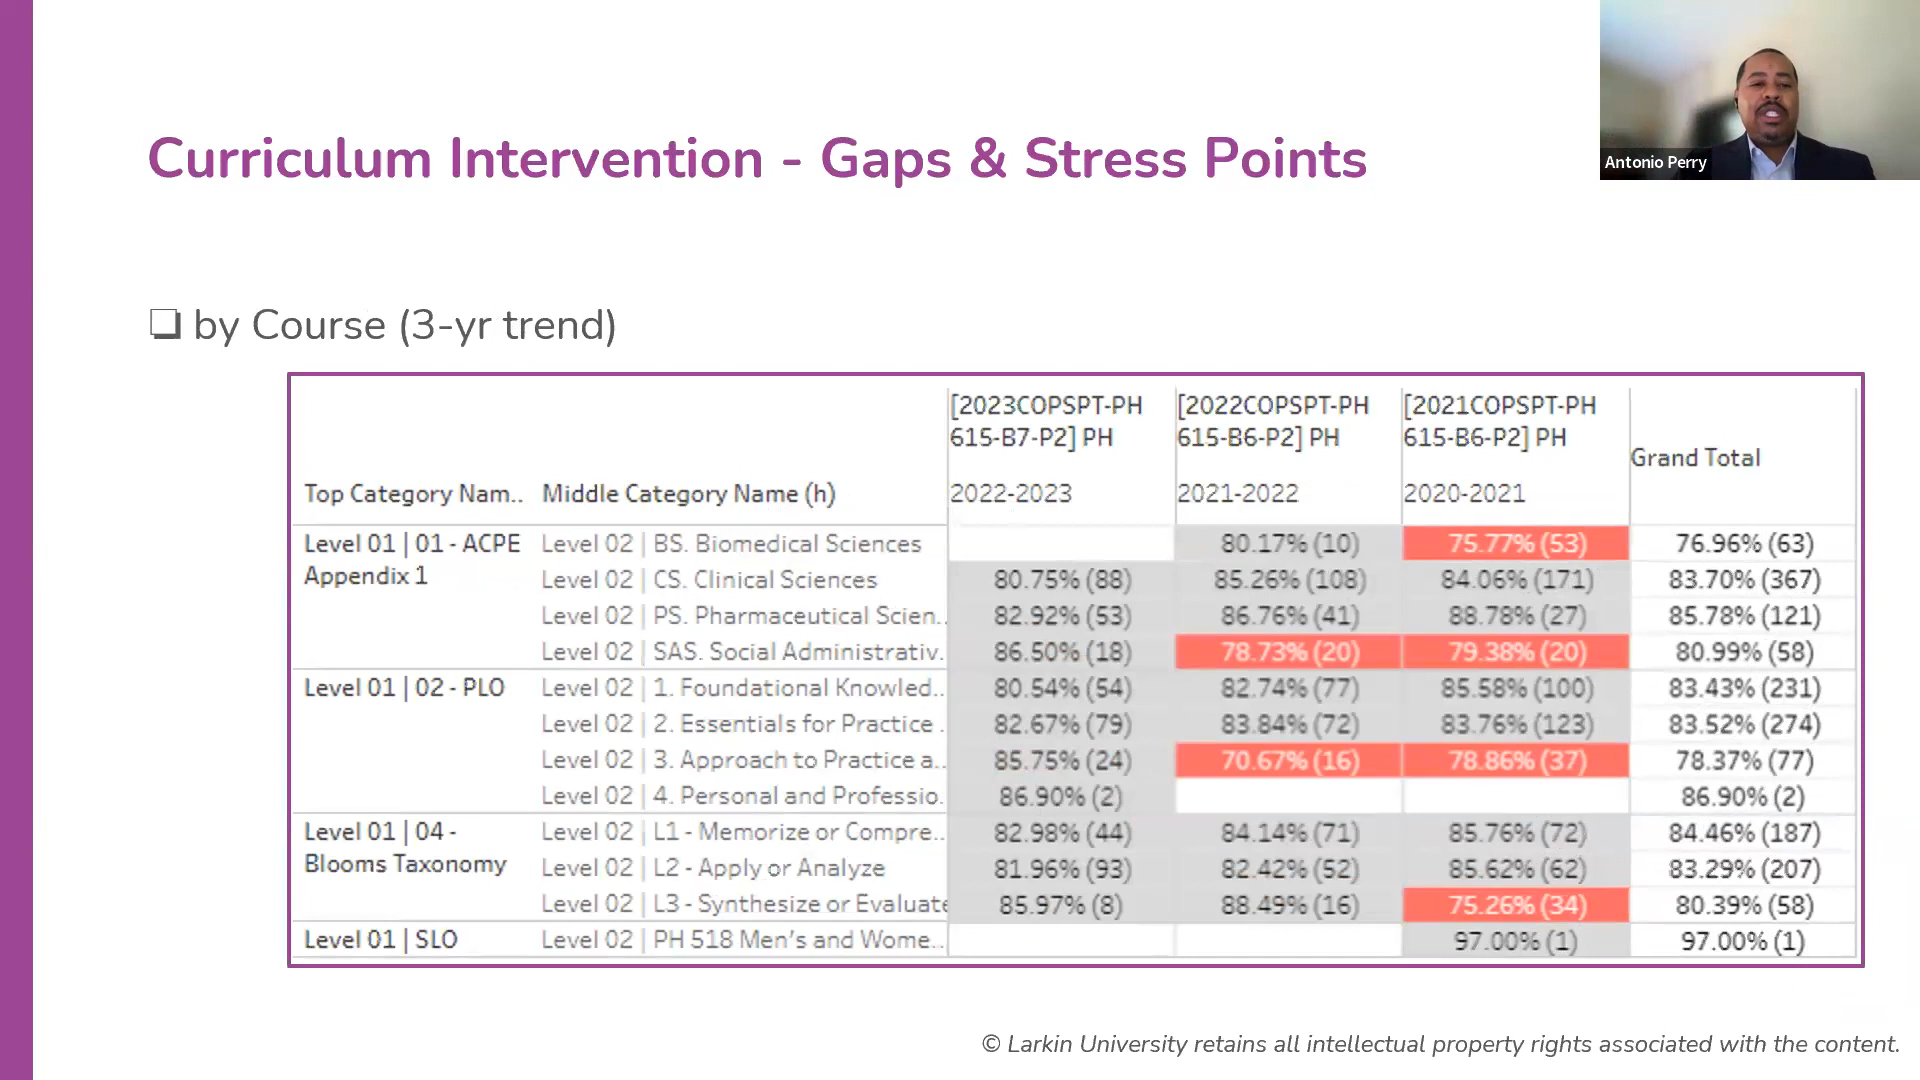 Curriculum Intervention - Gaps & Stress Points
Antonio Perry
❏ by Course (3-yr trend)
[2023COPSPT-PH [2022COPSPT-PH [2021COPSPT-PH
615-B7-P2] PH 615-B6-P2] PH 615-B6-P2] PH
Grand Total
Top Category Nam.. Middle Category Name (h) 2022-2023 2021-2022 2020-2021
Level 01 | 01 - ACPE Level 02 | BS. Biomedical Sciences 80.17% (10) 75.77% (53) 76.96% (63)
Appendix 1 Level 02 | CS. Clinical Sciences 80.75% (88) 85.26% (108) 84.06% (171) 83.70% (367)
Level 02 | PS. Pharmaceutical Scien.. 82.92% (53) 86.76% (41) 88.78% (27) 85.78% (121)
Level 02 | SAS. Social Administrativ. 86.50% (18) 78.73% (20) 79.38% (20) 80.99% (58)
Level 01 | 02 - PLO Level 02 | 1. Foundational Knowled.. 80.54% (54) 82.74% (77) 85.58% (100) 83.43% (231)
Level 02 | 2. Essentials for Practice . 82.67% (79) 83.84% (72) 83.76% (123) 83.52% (274)
Level 02 | 3. Approach to Practice a.. 85.75% (24) 70.67% (16) 78.86% (37) 78.37% (77)
Level 02 | 4. Personal and Professio. 86.90% (2) 86.90% (2)
Level 01 | 04 - Level 02 | L1 - Memorize or Compre.. 82.98% (44) 84.14% (71) 85.76% (72) 84.46% (187)
Blooms Taxonomy Level 02 | L2 - Apply or Analyze 81.96% (93) 82.42% (52) 85.62% (62) 83.29% (207)
Level 02 | L3 - Synthesize or Evaluate 85.97% (8) 88.49% (16) 75.26% (34) 80.39% (58)
Level 01 | SLO Level 02 | PH 518 Men's and Wome.. 97.00% (1) 97.00% (1)
© Larkin University retains all intellectual property rights associated with the content.